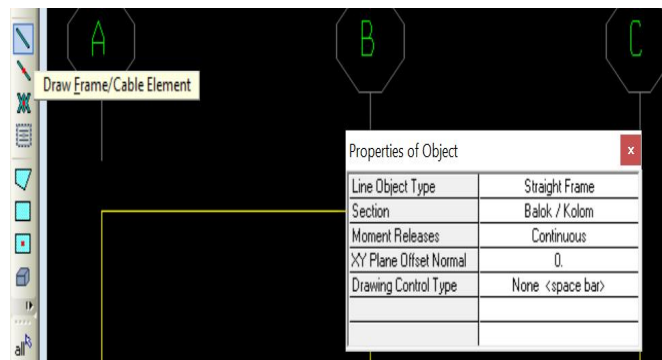 A B C
Draw Frame/Cable Element
Properties of Object x
Line Object Type Straight Frame
Section Balok / Kolom
Moment Releases Continuous
XY Plane Offset Normal 0.
Drawing Control Type None <space bar>
all